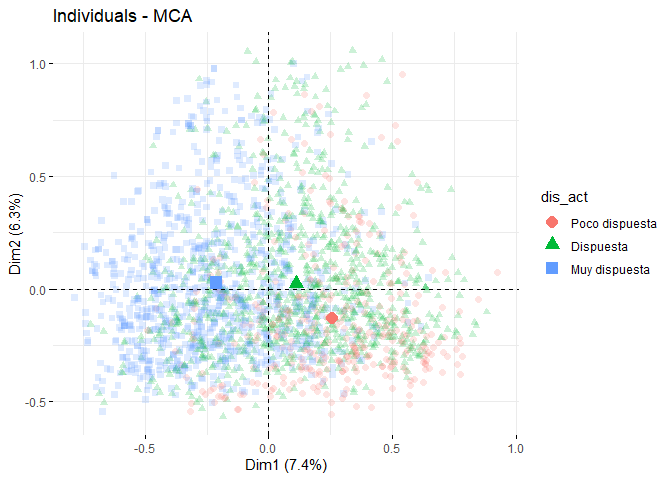 Individuals - MCA
1.0
0.5
0.0
-0.5
Dim2 (6.3%)
-0.5
0.0
0.5
1.0
Dim1 (7.4%)
dis_act
Poco dispuesta
Dispuesta
Muy dispuesta